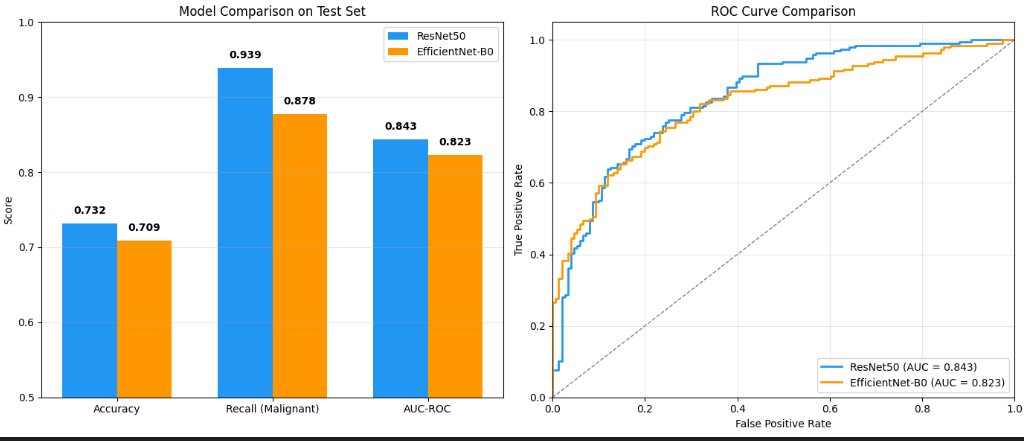 Model Comparison on Test Set
1.0
0.9
0.8
0.7
0.6
0.5
Score
ResNet50
EfficientNet-B0
0.732
0.709
0.939
0.878
0.843
0.823
Accuracy
Recall (Malignant)
AUC-ROC
ROC Curve Comparison
1.0
0.8
0.6
0.4
0.2
0.0
True Positive Rate
ResNet50 (AUC = 0.843)
EfficientNet-B0 (AUC = 0.823)
0.0
0.2
0.4
0.6
0.8
1.0
False Positive Rate